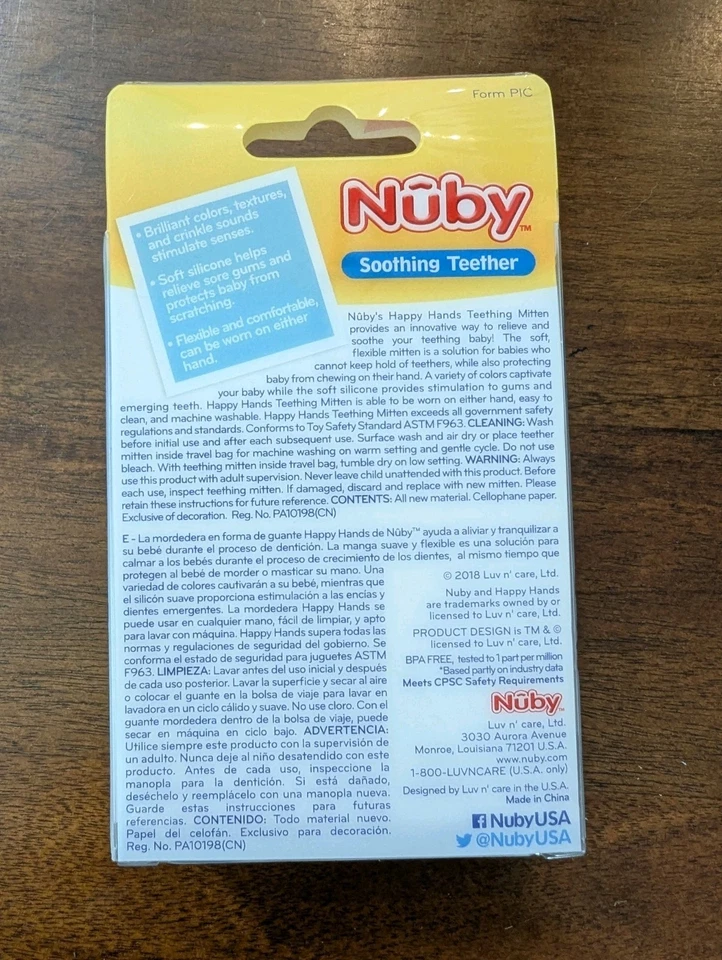 Form PIC
Nûby™
Soothing Teether
• Brilliant colors, textures,
and crinkle sounds
stimulate senses.
• Soft silicone helps
relieve sore gums and
protects baby from
scratching.
• Flexible and comfortable,
can be worn on either
hand.
Nûby's Happy Hands Teething Mitten
provides an innovative way to relieve and
soothe your teething baby! The soft,
flexible mitten is a solution for babies who
cannot keep hold of teethers, while also protecting
baby from chewing on their hand. A variety of colors captivate
your baby while the soft silicone provides stimulation to gums and
emerging teeth. Happy Hands Teething Mitten is able to be worn on either hand, easy to
clean, and machine washable. Happy Hands Teething Mitten exceeds all government safety
regulations and standards. Conforms to Toy Safety Standard ASTM F963. CLEANING: Wash
before initial use and after each subsequent use. Surface wash and air dry or place teether
mitten inside travel bag for machine washing on warm setting and gentle cycle. Do not use
bleach. With teething mitten inside travel bag, tumble dry on low setting. WARNING: Always
use this product with adult supervision. Never leave child unattended with this product. Before
each use, inspect teething mitten. If damaged, discard and replace with new mitten. Please
retain these instructions for future reference. CONTENTS: All new material. Cellophane paper.
Exclusive of decoration. Reg. No. PA10198(CN)
E - La mordedera en forma de guante Happy Hands de Nûby™ ayuda a aliviar y tranquilizar a
su bebé durante el proceso de dentición. La manga suave y flexible es una solución para
calmar a los bebés durante el proceso de crecimiento de los dientes, al mismo tiempo que
protegen al bebé de morder o masticar su mano. Una
variedad de colores cautivarán a su bebé, mientras que
el silicón suave proporciona estimulación a las encías y
dientes emergentes. La mordedera Happy Hands se
puede usar en cualquier mano, fácil de limpiar, y apto
para lavar con máquina. Happy Hands supera todas las
normas y regulaciones de seguridad del gobierno. Se
conforma el estado de seguridad para juguetes ASTM
F963. LIMPIEZA: Lavar antes del uso inicial y después
de cada uso posterior. Lavar la superficie y secar al aire
o colocar el guante en la bolsa de viaje para lavar en
lavadora en un ciclo cálido y suave. No use cloro. Con el
guante mordedera dentro de la bolsa de viaje, puede
secar en máquina en ciclo bajo. ADVERTENCIA:
Utilice siempre este producto con la supervisión de
un adulto. Nunca deje al niño desatendido con este
producto. Antes de cada uso, inspeccione la
manopla para la dentición. Si está dañado,
deséchelo y reemplácelo con una manopla nueva.
Guarde estas instrucciones para futuras
referencias. CONTENIDO: Todo material nuevo.
Papel del celofán. Exclusivo para decoración.
Reg. No. PA10198(CN)
© 2018 Luv n' care, Ltd.
Nuby and Happy Hands
are trademarks owned by or
licensed to Luv n' care, Ltd.
PRODUCT DESIGN is TM & ©
licensed to Luv n' care, Ltd.
BPA FREE, tested to 1 part per million
*Based partly on industry data
Meets CPSC Safety Requirements
Nûby™
Luv n' care, Ltd.
3030 Aurora Avenue
Monroe, Louisiana 71201 U.S.A.
www.nuby.com
1-800-LUVNCARE (U.S.A. only)
Designed by Luv n' care in the U.S.A.
Made in China
NubyUSA
@NubyUSA